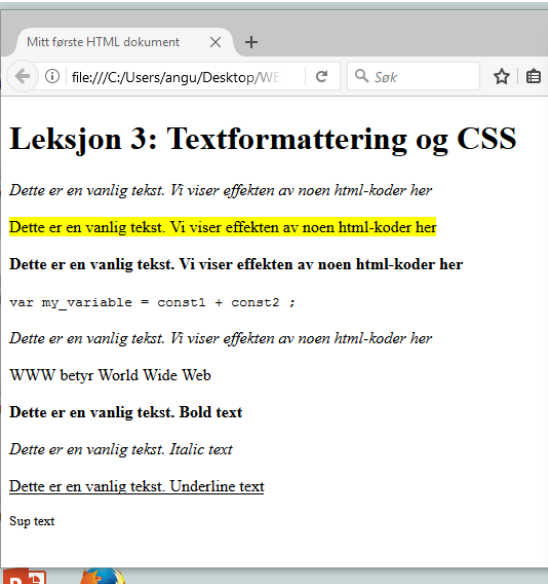 Mitt første HTML dokument
file:///C:/Users/angu/Desktop/WE
Søk
Leksjon 3: Textformattering og CSS
Dette er en vanlig tekst. Vi viser effekten av noen html-koder her
Dette er en vanlig tekst. Vi viser effekten av noen html-koder her
Dette er en vanlig tekst. Vi viser effekten av noen html-koder her
var my_variable = const1 + const2 ;
Dette er en vanlig tekst. Vi viser effekten av noen html-koder her
WWW betyr World Wide Web
Dette er en vanlig tekst. Bold text
Dette er en vanlig tekst. Italic text
Dette er en vanlig tekst. Underline text
Sup text